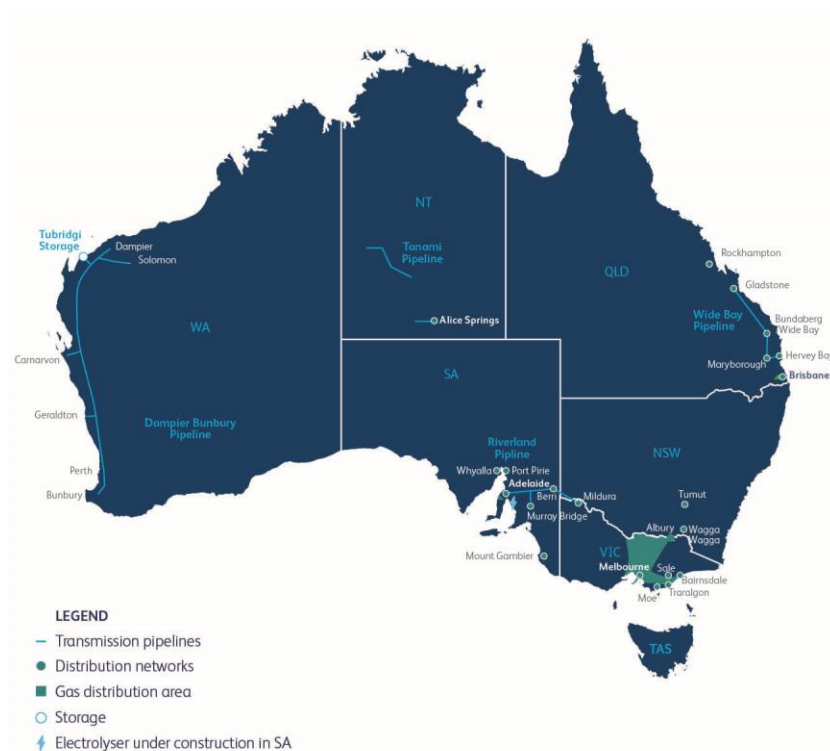 NT
Tubridgi
Storage
Dampier
Solomon
Tanami
Pipeline
Rockhampton
QLD
Gladstone
Alice Springs
Wide Bay
Pipeline
Bundaberg
Wide Bay
WA
Carnarvon
Maryborough
Hervey Bay
SA
Brisbane
Geraldton
Dampier Bunbury
Pipeline
Riverland
Pipline
NSW
Perth
Whyalla
Port Pirie
Adelaide
Bunbury
Berri
Mildura
Tumut
Murray Bridge
Albury
Wagga
Wagga
Mount Gambier
VIC
Melbourne
Sale
Bairnsdale
Moe
Traralgon
TAS
LEGEND
Transmission pipelines
Distribution networks
Gas distribution area
Storage
Electrolyser under construction in SA